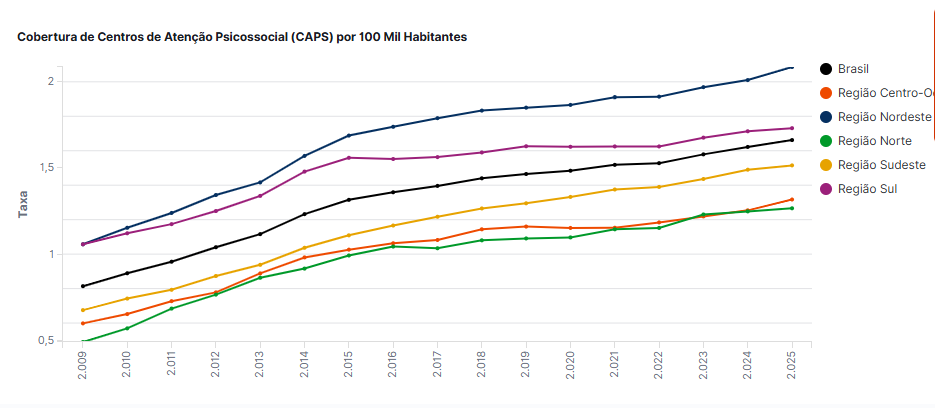 Cobertura de Centros de Atenção Psicossocial (CAPS) por 100 Mil Habitantes
Taxa
2
1,5
1
0,5
2.009
2.010
2.011
2.012
2.013
2.014
2.015
2.016
2.017
2.018
2.019
2.020
2.021
2.022
2.023
2.024
2.025
Brasil
Região Centro-O
Região Nordeste
Região Norte
Região Sudeste
Região Sul